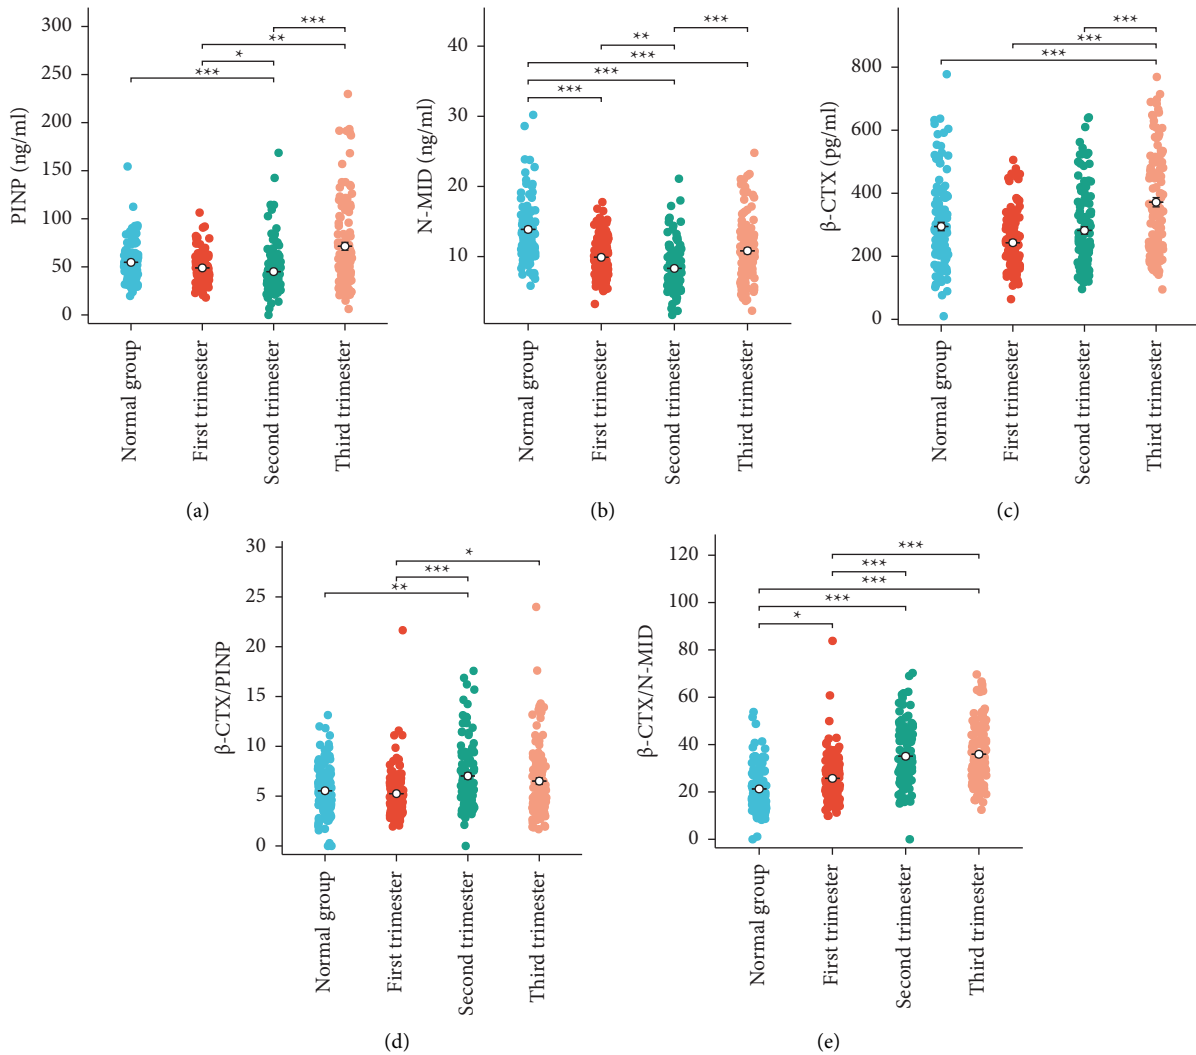 PINP (ng/ml)
300
250
200
150
100
50
0
***
**
*
***
Normal group
First trimester
Second trimester
Third trimester
(a)
N-MID (ng/ml)
40
30
20
10
***
**
***
***
***
Normal group
First trimester
Second trimester
Third trimester
(b)
β-CTX (pg/ml)
800
600
400
200
0
***
***
***
Normal group
First trimester
Second trimester
Third trimester
(c)
β-CTX/PINP
30
25
20
15
10
5
0
*
***
**
Normal group
First trimester
Second trimester
Third trimester
(d)
β-CTX/N-MID
120
100
80
60
40
20
0
***
***
***
***
*
Normal group
First trimester
Second trimester
Third trimester
(e)